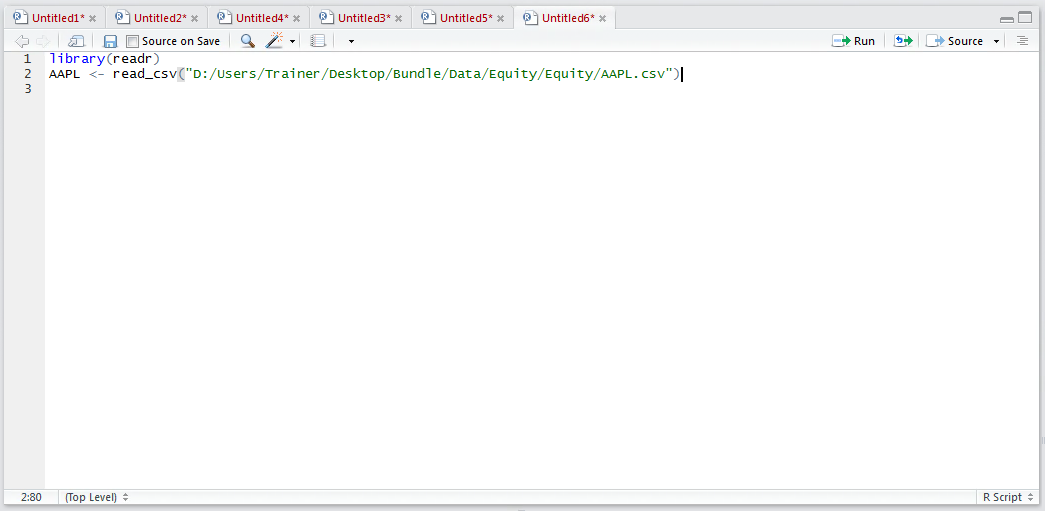 Untitled1* Untitled2* Untitled4* Untitled3* Untitled5* Untitled6*
Source on Save Run Source
1 library(readr)
2 AAPL <- read_csv("D:/Users/Trainer/Desktop/Bundle/Data/Equity/Equity/AAPL.csv")
3
2:80 (Top Level) R Script